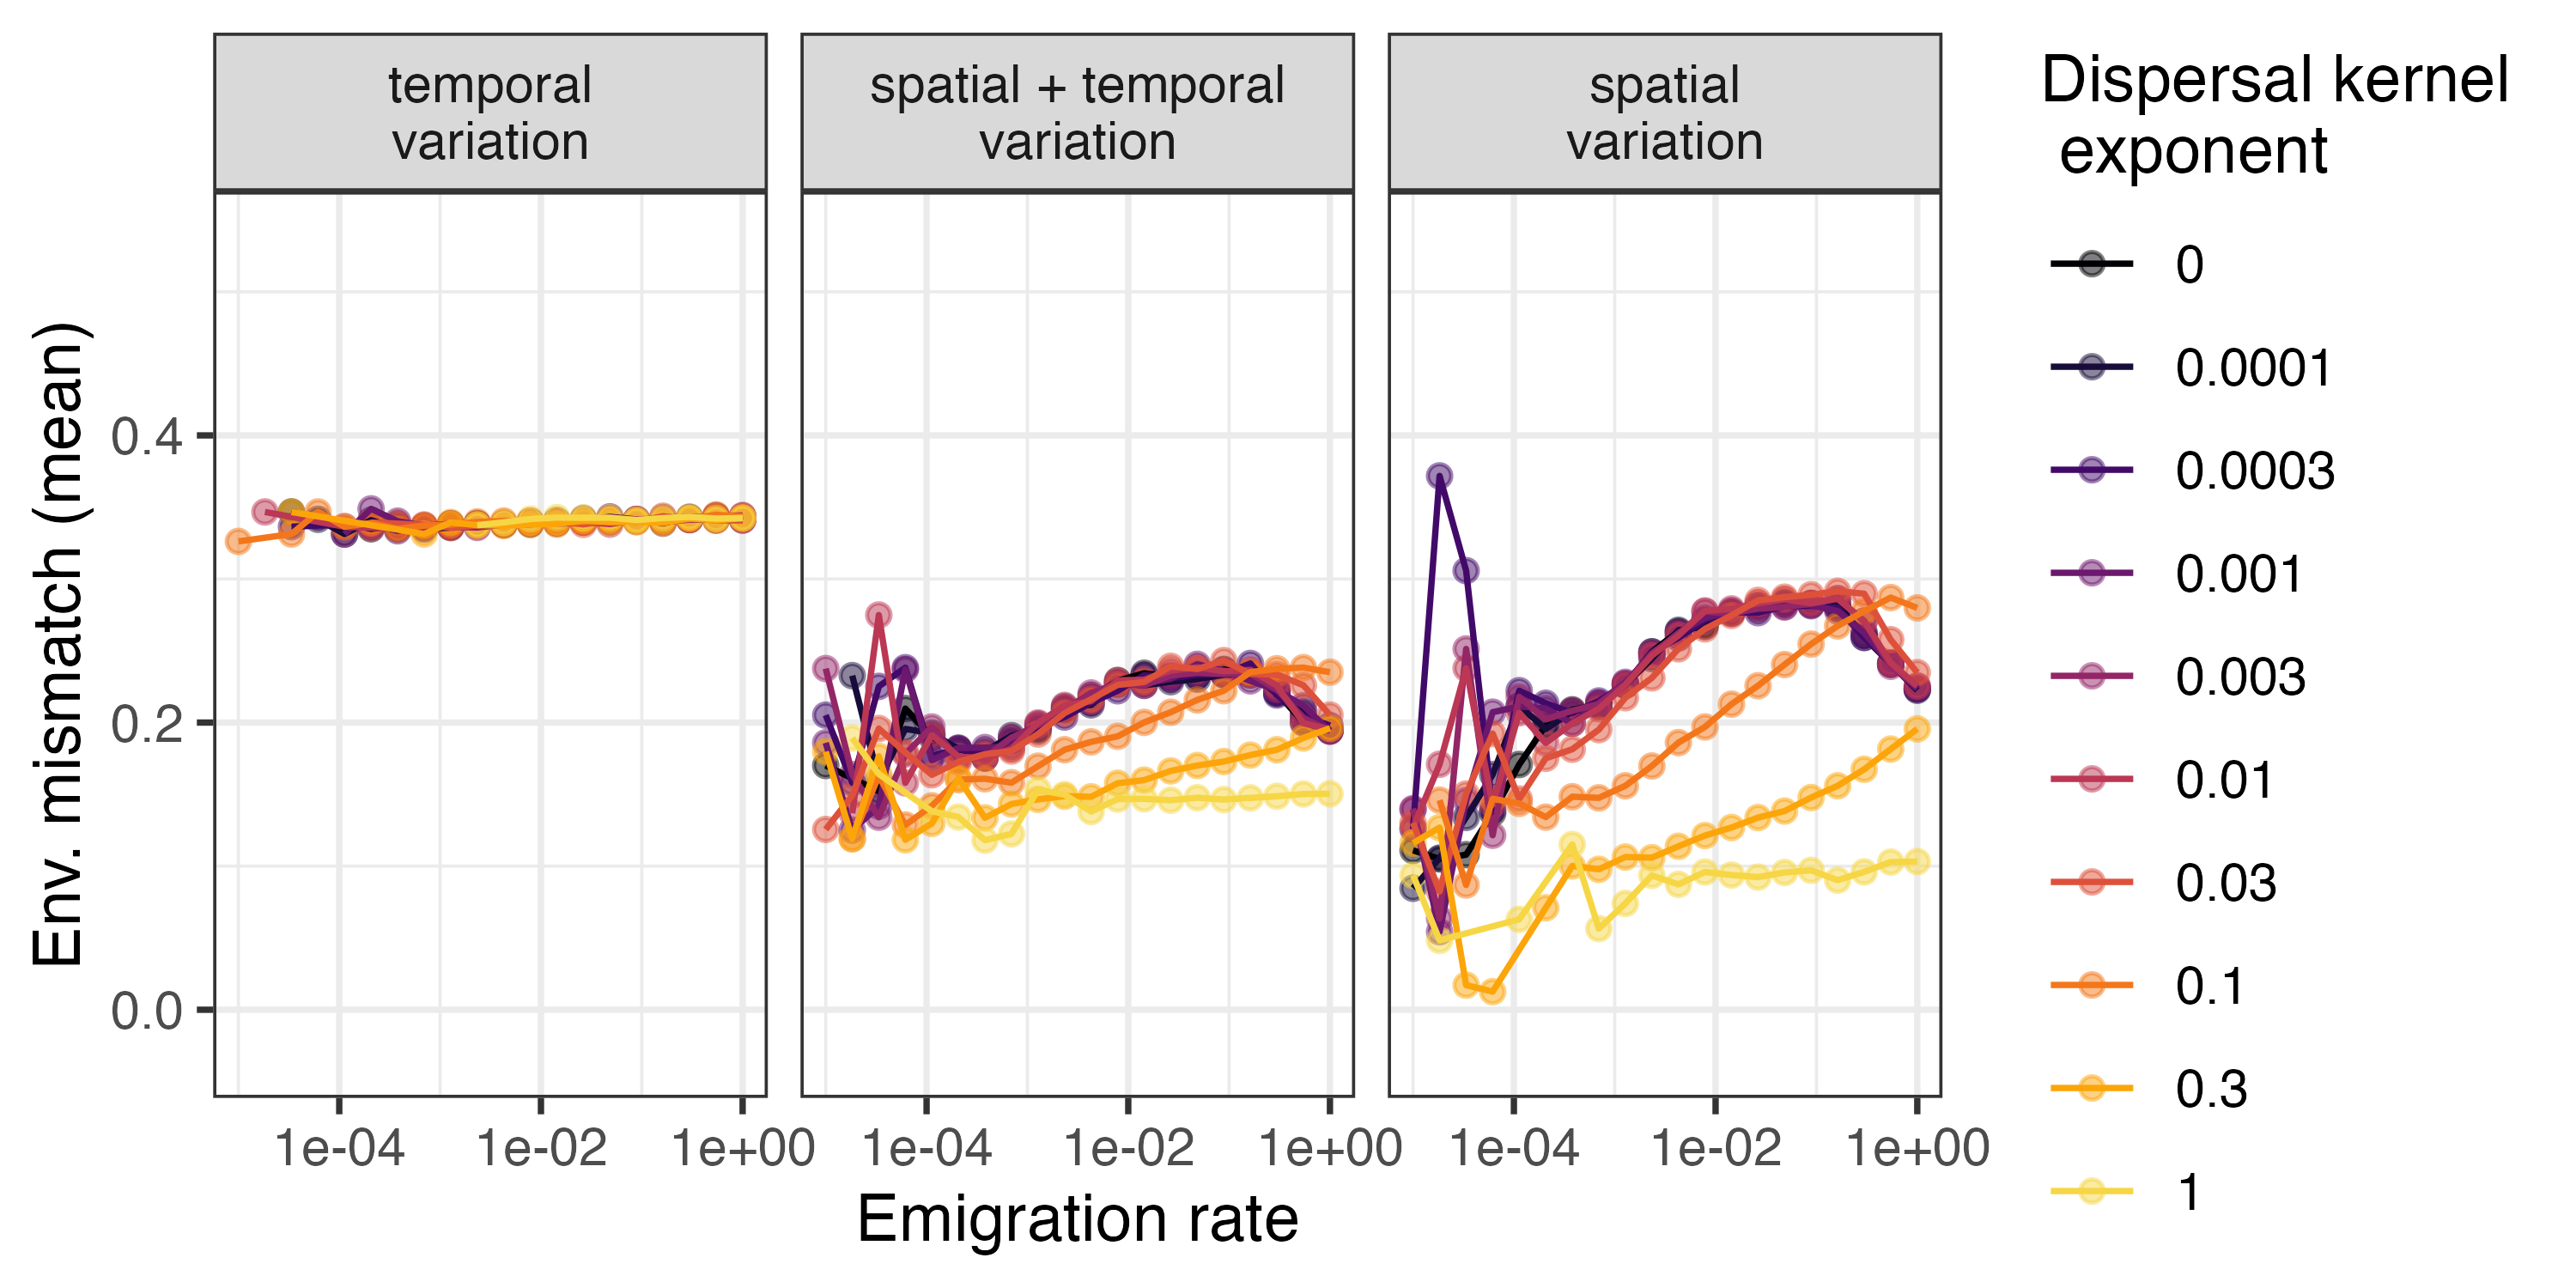 temporal
variation
spatial + temporal
variation
spatial
variation
Env. mismatch (mean)
0.4
0.2
0.0
1e-04 1e-02 1e+00
1e-04 1e-02 1e+00
1e-04 1e-02 1e+00
Emigration rate
Dispersal kernel
exponent
0
0.0001
0.0003
0.001
0.003
0.01
0.03
0.1
0.3
1